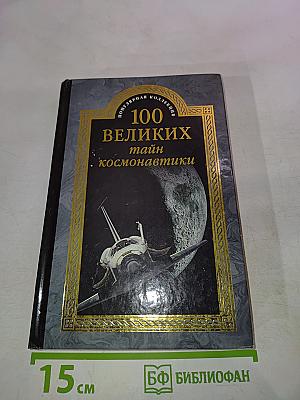 ПОПУЛЯРНАЯ КОЛЛЕКЦИЯ
100
ВЕЛИКИХ
тайн
космонавтики
15 см
БФ БИБЛИОФАН